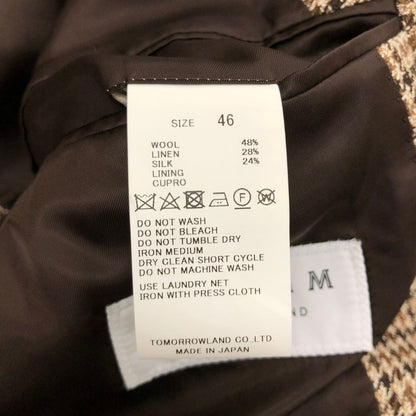 SIZE 46
WOOL 48%
LINEN 28%
SILK 24%
LINING
CUPRO
F W
DO NOT WASH
DO NOT BLEACH
DO NOT TUMBLE DRY
IRON MEDIUM
DRY CLEAN SHORT CYCLE
DO NOT MACHINE WASH
USE LAUNDRY NET
IRON WITH PRESS CLOTH
TOMORROWLAND CO.,LTD.
MADE IN JAPAN
M
ND